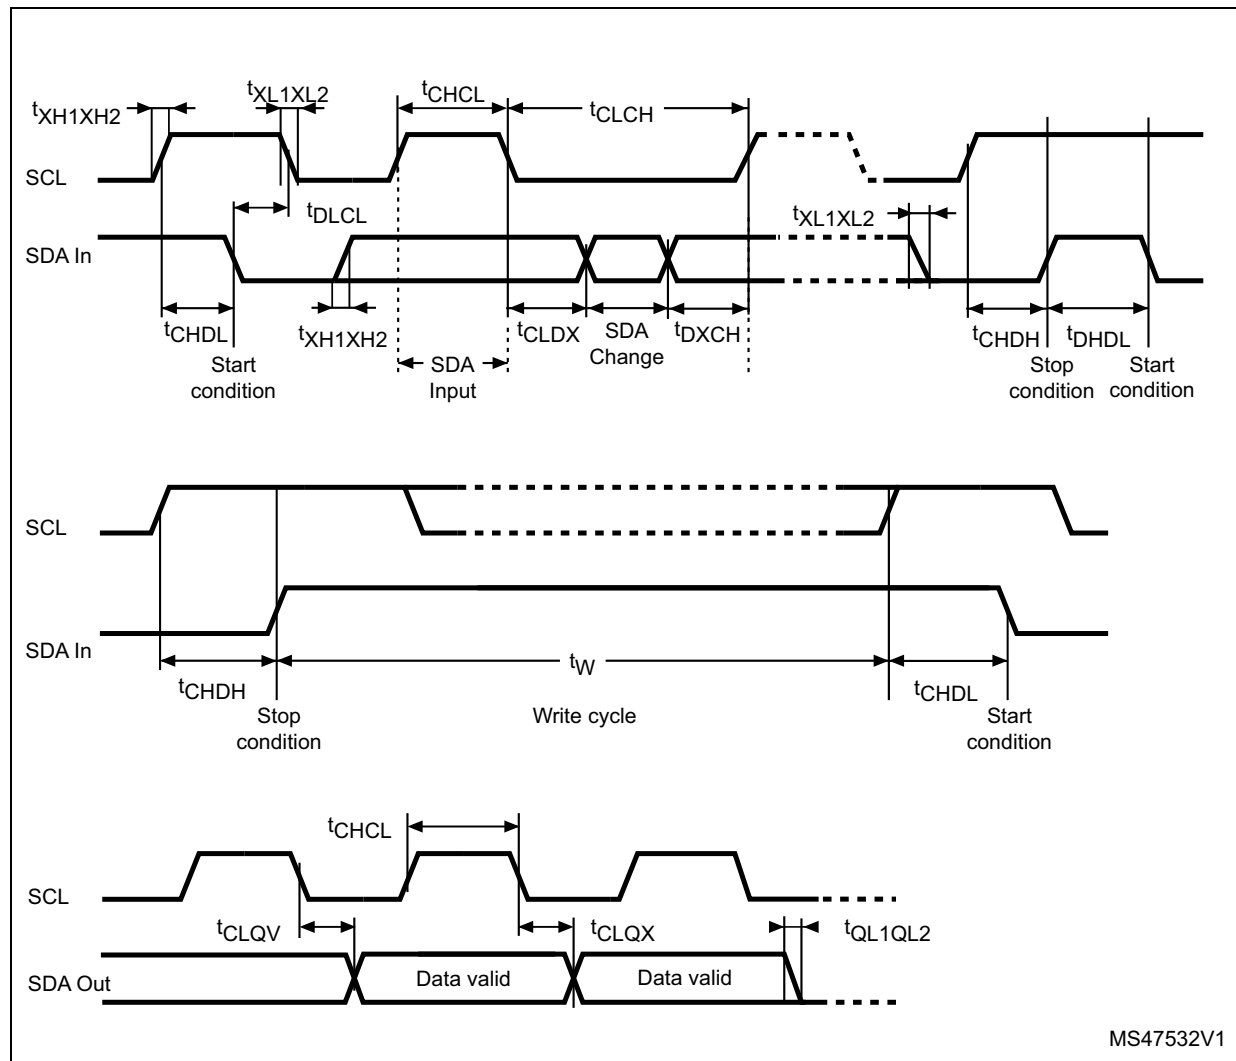 tXH1XH2
tXL1XL2
tCHCL
tCLCH
SCL
tDLCL
tXL1XL2
SDA In
tCHDL
tXH1XH2
tCLDX
SDA
Change
tDXCH
tCHDH
tDHDL
Start
condition
SDA
Input
Stop
condition
Start
condition
SCL
SDA In
tCHDH
tW
tCHDL
Stop
condition
Write cycle
Start
condition
tCHCL
SCL
tCLQV
tCLQX
tQL1QL2
SDA Out
Data valid
Data valid
MS47532V1